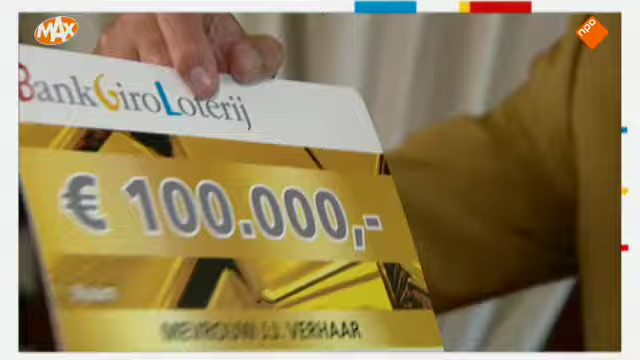 MAX
npo
BankGiroLoterij
€ 100.000,-
MEVROUW J.J. VERHAAR